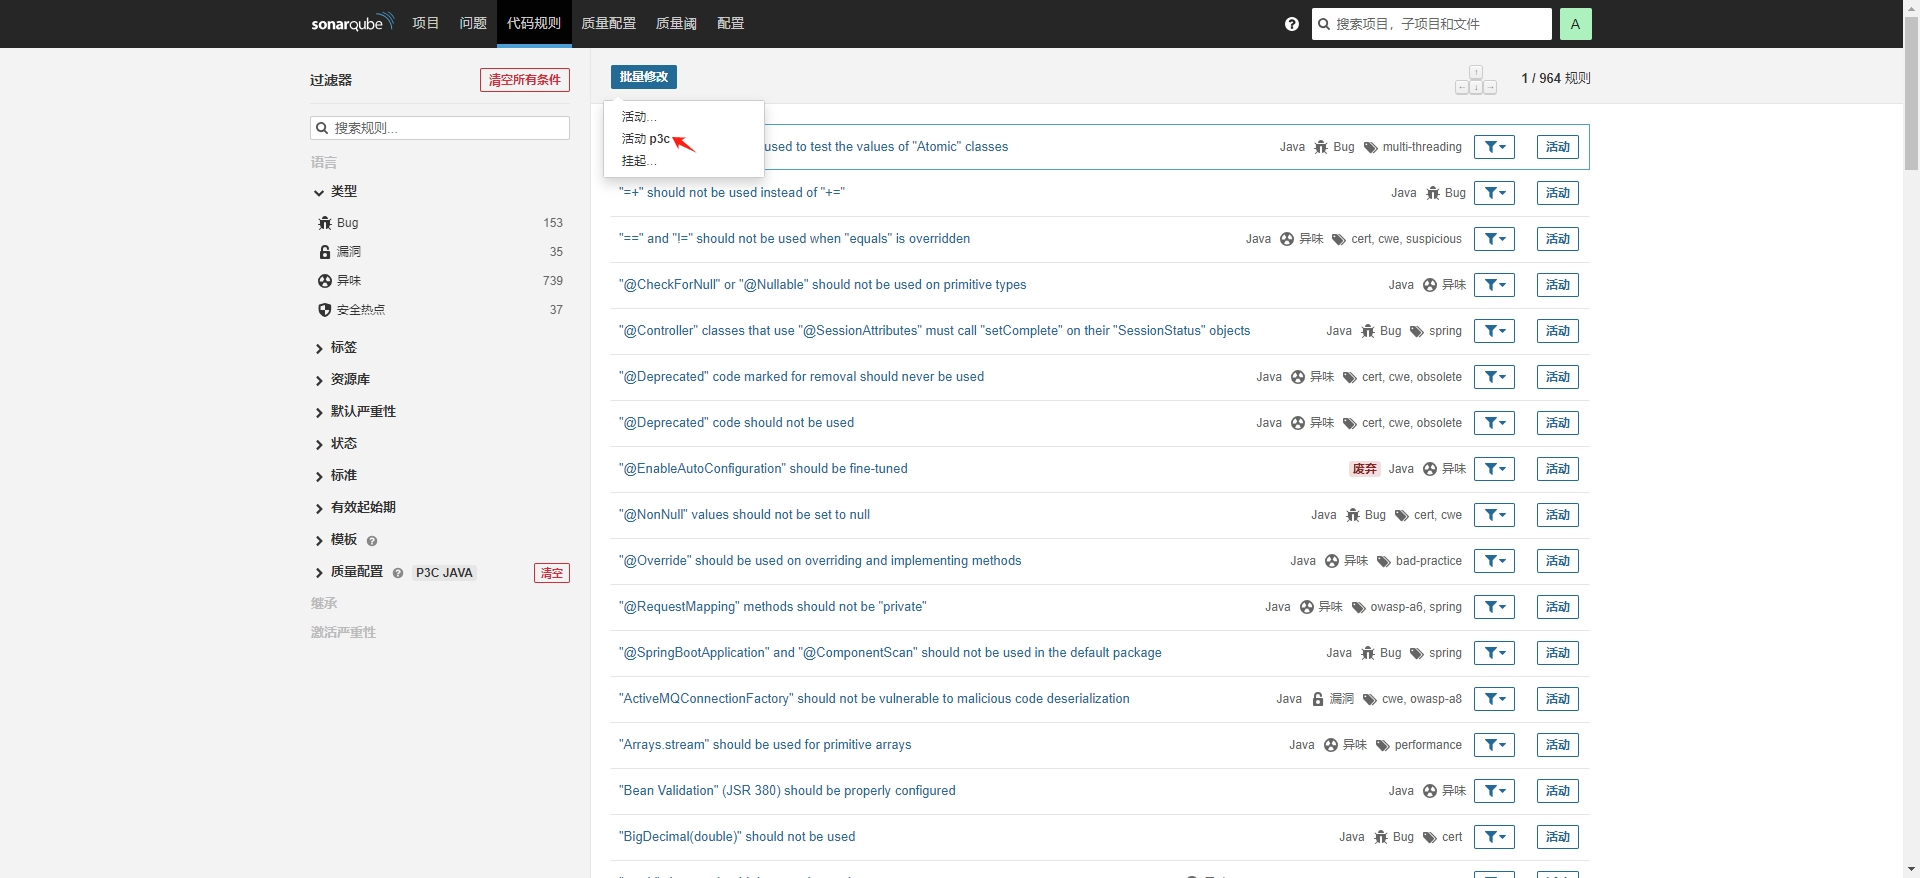 sonarqube 项目 问题 代码规则 质量配置 质量阈 配置 搜索项目，子项目和文件 A
过滤器 清空所有条件
搜索规则...
语言
类型
Bug 153
漏洞 35
异味 739
安全热点 37
标签
资源库
默认严重性
状态
标准
有效起始期
模板
质量配置 P3C JAVA 清空
继承
激活严重性
批量修改 1 / 964 规则
活动...
活动 p3c
挂起...
used to test the values of "Atomic" classes Java Bug multi-threading 活动
"=+" should not be used instead of "+=" Java Bug 活动
"==" and "!=" should not be used when "equals" is overridden Java 异味 cert, cwe, suspicious 活动
"@CheckForNull" or "@Nullable" should not be used on primitive types Java 异味 活动
"@Controller" classes that use "@SessionAttributes" must call "setComplete" on their "SessionStatus" objects Java Bug spring 活动
"@Deprecated" code marked for removal should never be used Java 异味 cert, cwe, obsolete 活动
"@Deprecated" code should not be used Java 异味 cert, cwe, obsolete 活动
"@EnableAutoConfiguration" should be fine-tuned 废弃 Java 异味 活动
"@NonNull" values should not be set to null Java Bug cert, cwe 活动
"@Override" should be used on overriding and implementing methods Java 异味 bad-practice 活动
"@RequestMapping" methods should not be "private" Java 异味 owasp-a6, spring 活动
"@SpringBootApplication" and "@ComponentScan" should not be used in the default package Java Bug spring 活动
"ActiveMQConnectionFactory" should not be vulnerable to malicious code deserialization Java 漏洞 cwe, owasp-a8 活动
"Arrays.stream" should be used for primitive arrays Java 异味 performance 活动
"Bean Validation" (JSR 380) should be properly configured Java 异味 活动
"BigDecimal(double)" should not be used Java Bug cert 活动